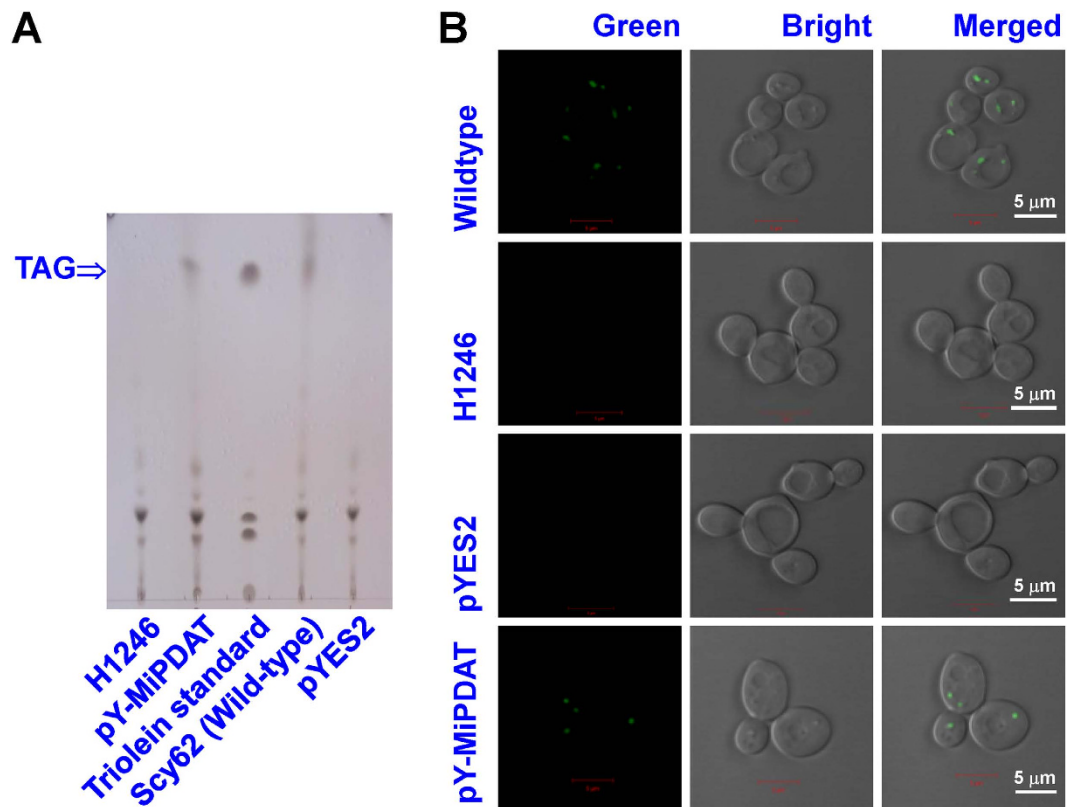 A
TAG⇒
H1246
pY-MiPDAT
Triolein standard
Scy62 (Wild-type)
pYES2
B
Green Bright Merged
Wildtype
5 μm
H1246
5 μm
pYES2
5 μm
pY-MiPDAT
5 μm